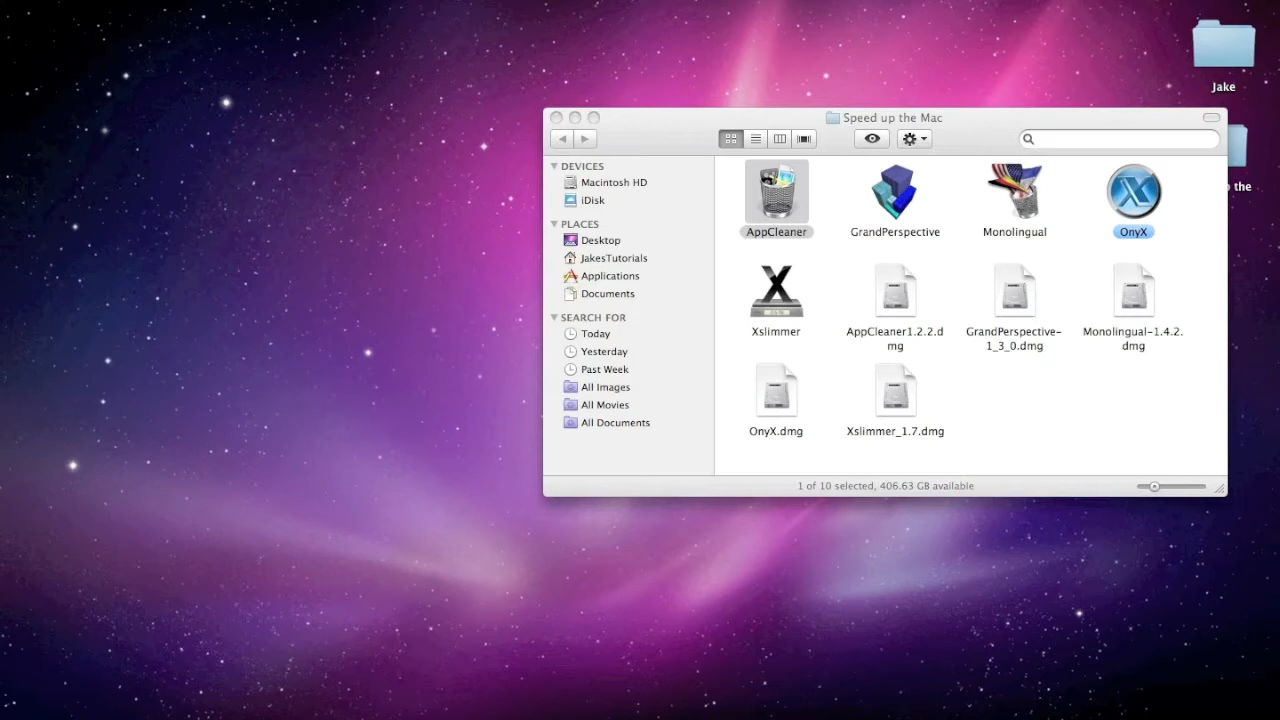 Jake
Speed up the Mac
DEVICES
Macintosh HD
iDisk
PLACES
Desktop
JakesTutorials
Applications
Documents
SEARCH FOR
Today
Yesterday
Past Week
All Images
All Movies
All Documents
AppCleaner
GrandPerspective
Monolingual
OnyX
the
Xslimmer
AppCleaner1.2.2.d
mg
GrandPerspective-
1_3_0.dmg
Monolingual-1.4.2.
dmg
OnyX.dmg
Xslimmer_1.7.dmg
1 of 10 selected, 406.63 GB available